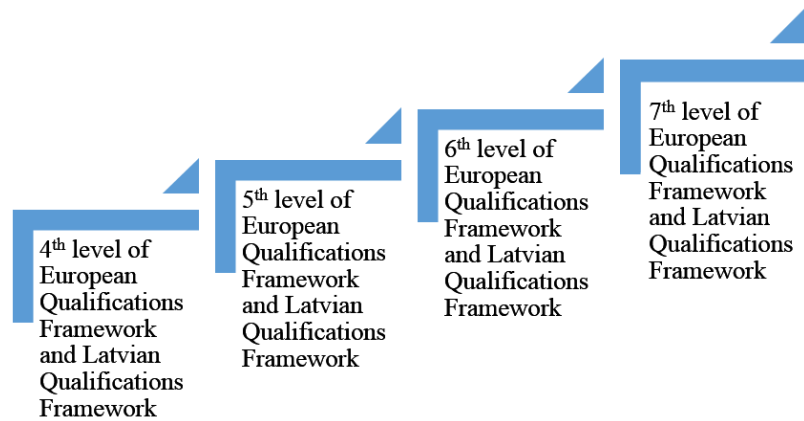 4th level of
European
Qualifications
Framework
and Latvian
Qualifications
Framework
5th level of
European
Qualifications
Framework
and Latvian
Qualifications
Framework
6th level of
European
Qualifications
Framework
and Latvian
Qualifications
Framework
7th level of
European
Qualifications
Framework
and Latvian
Qualifications
Framework